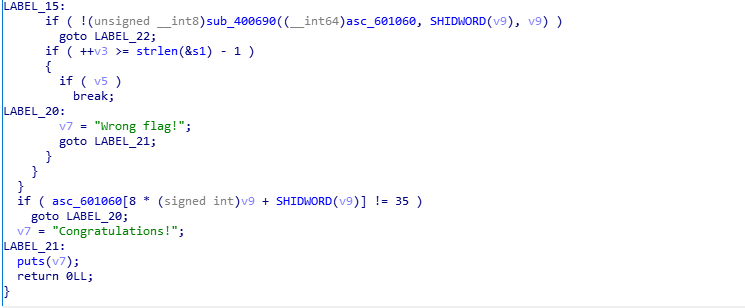 LABEL_15:
if ( !(unsigned __int8)sub_400690((__int64)asc_601060, SHIDWORD(v9), v9) )
goto LABEL_22;
if ( ++v3 >= strlen(&s1) - 1 )
{
if ( v5 )
break;
LABEL_20:
v7 = "Wrong flag!";
goto LABEL_21;
}
}
}
if ( asc_601060[8 * (signed int)v9 + SHIDWORD(v9)] != 35 )
goto LABEL_20;
v7 = "Congratulations!";
LABEL_21:
puts(v7);
return 0LL;
}